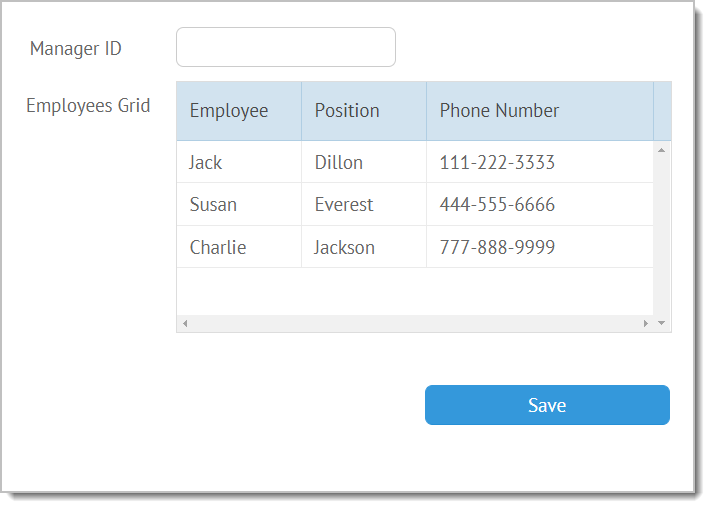 Manager ID
Employees Grid
Employee Position Phone Number
Jack Dillon 111-222-3333
Susan Everest 444-555-6666
Charlie Jackson 777-888-9999
Save